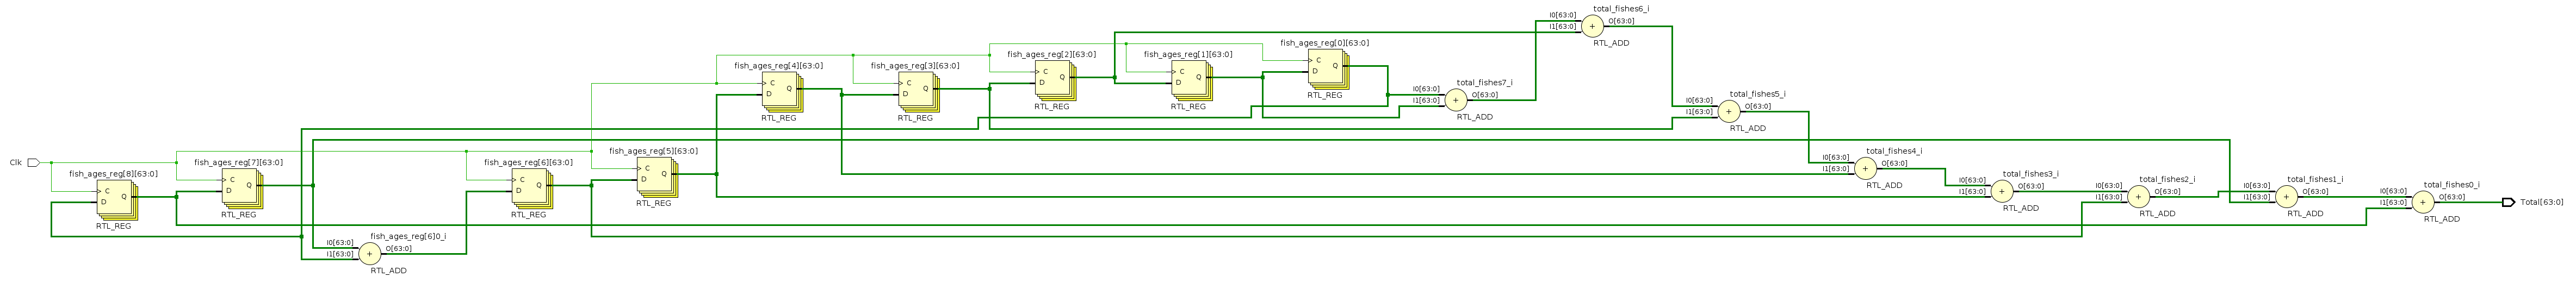 total_fishes6_i
I0[63:0]
I1[63:0]
O[63:0]
+
RTL_ADD
fish_ages_reg[0][63:0]
C
D
Q
RTL_REG
fish_ages_reg[2][63:0]
C
D
Q
RTL_REG
fish_ages_reg[1][63:0]
C
D
Q
RTL_REG
fish_ages_reg[4][63:0]
C
D
Q
RTL_REG
fish_ages_reg[3][63:0]
C
D
Q
RTL_REG
total_fishes7_i
I0[63:0]
I1[63:0]
O[63:0]
+
RTL_ADD
total_fishes5_i
I0[63:0]
I1[63:0]
O[63:0]
+
RTL_ADD
Clk
fish_ages_reg[8][63:0]
C
D
Q
RTL_REG
fish_ages_reg[7][63:0]
C
D
Q
RTL_REG
fish_ages_reg[6]0_i
I0[63:0]
I1[63:0]
O[63:0]
+
RTL_ADD
fish_ages_reg[6][63:0]
C
D
Q
RTL_REG
fish_ages_reg[5][63:0]
C
D
Q
RTL_REG
total_fishes4_i
I0[63:0]
I1[63:0]
O[63:0]
+
RTL_ADD
total_fishes3_i
I0[63:0]
I1[63:0]
O[63:0]
+
RTL_ADD
total_fishes2_i
I0[63:0]
I1[63:0]
O[63:0]
+
RTL_ADD
total_fishes1_i
I0[63:0]
I1[63:0]
O[63:0]
+
RTL_ADD
total_fishes0_i
I0[63:0]
I1[63:0]
O[63:0]
+
RTL_ADD
Total[63:0]